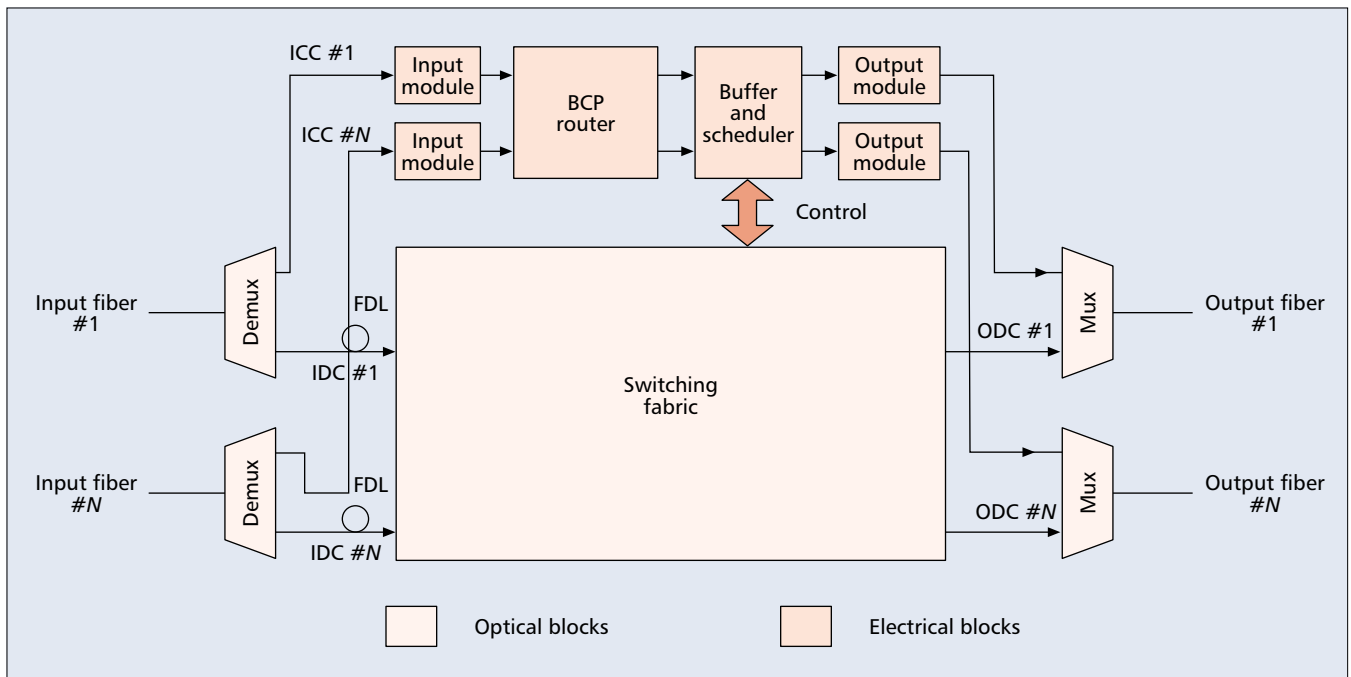 ICC #1
Input
module
BCP
router
Buffer
and
scheduler
Output
module
ICC #N
Input
module
Output
module
Control
Demux
Input fiber
#1
FDL
IDC #1
Switching
fabric
ODC #1
Mux
Output fiber
#1
Demux
Input fiber
#N
FDL
IDC #N
ODC #N
Mux
Output fiber
#N
Optical blocks
Electrical blocks